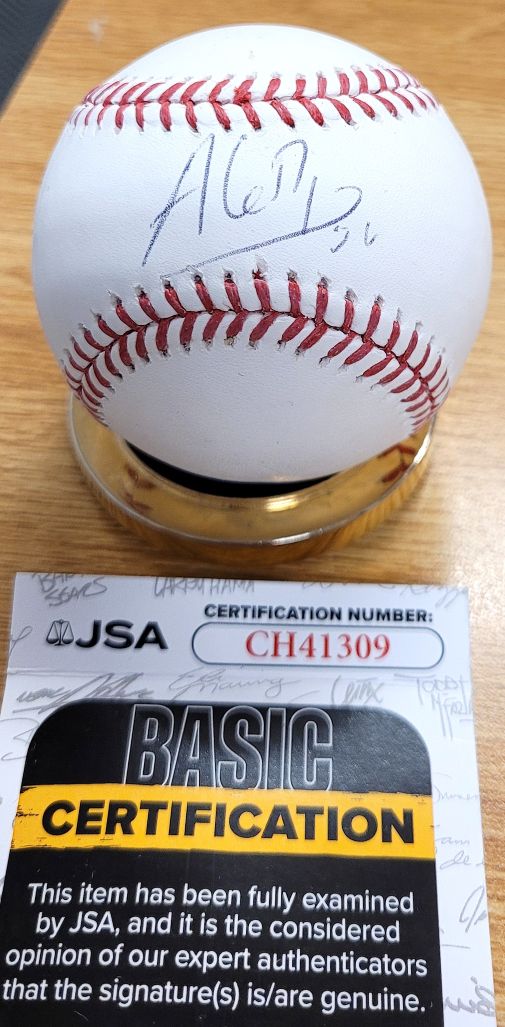 26
JSA
CERTIFICATION NUMBER:
CH41309
BASIC
CERTIFICATION
This item has been fully examined
by JSA, and it is the considered
opinion of our expert authenticators
that the signature(s) is/are genuine.